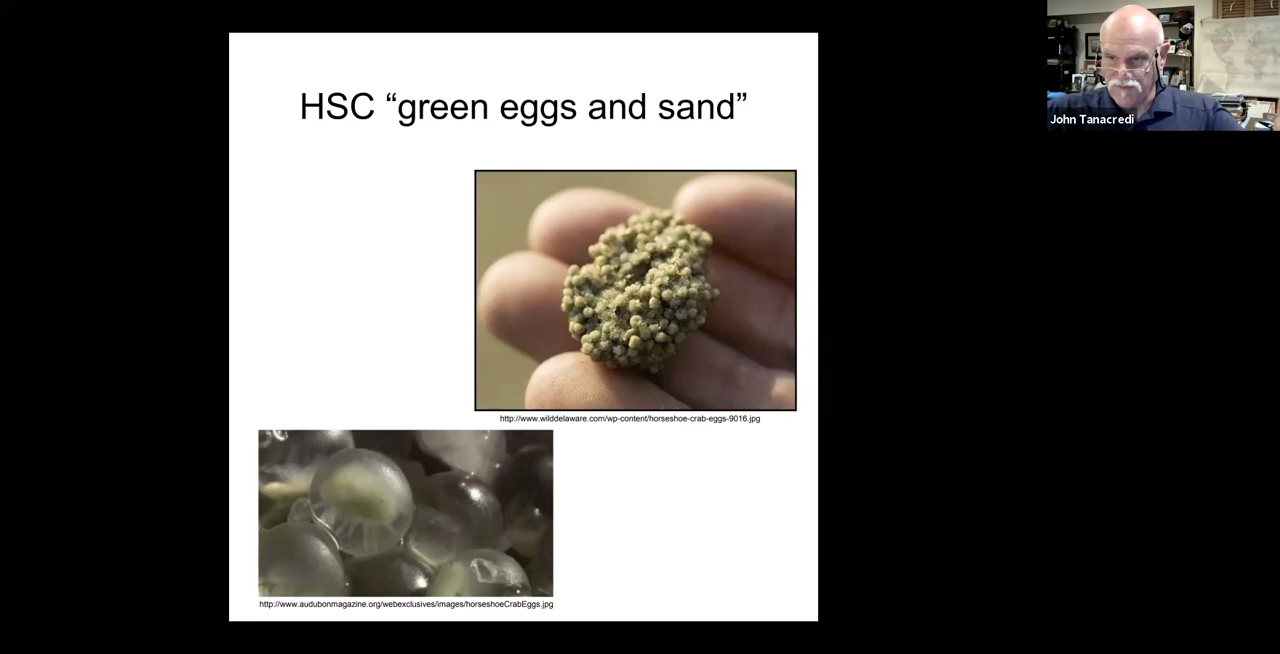 HSC “green eggs and sand”
http://www.wilddelaware.com/wp-content/horseshoe-crab-eggs-9016.jpg
http://www.audubonmagazine.org/webexclusives/images/horseshoeCrabEggs.jpg
John Tanacredi